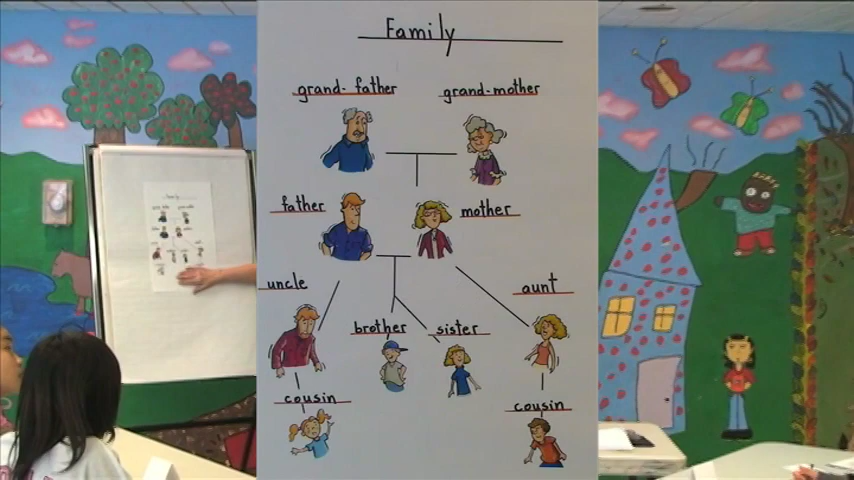 Family
grand-father grand-mother
father mother
uncle aunt
brother sister
cousin cousin